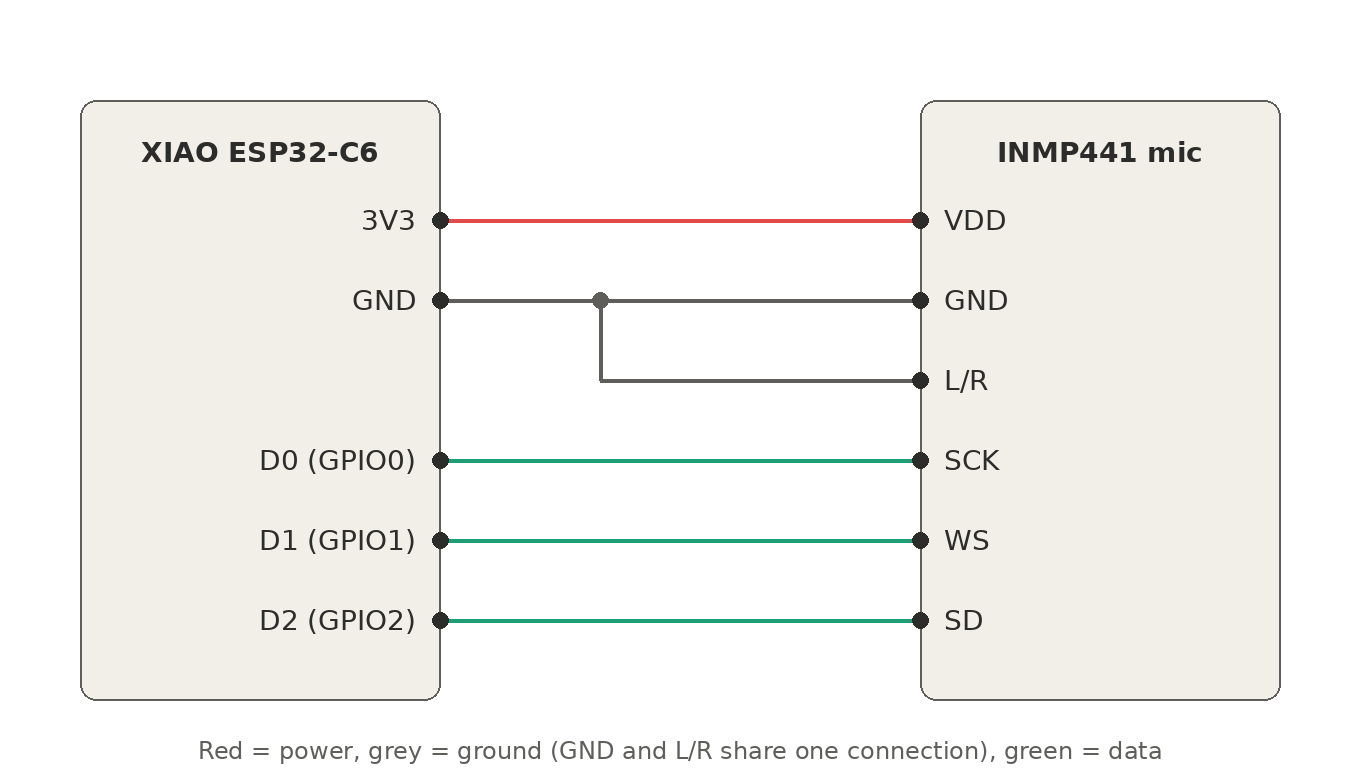 XIAO ESP32-C6
INMP441 mic
3V3
VDD
GND
GND
L/R
D0 (GPIO0)
SCK
D1 (GPIO1)
WS
D2 (GPIO2)
SD
Red = power, grey = ground (GND and L/R share one connection), green = data